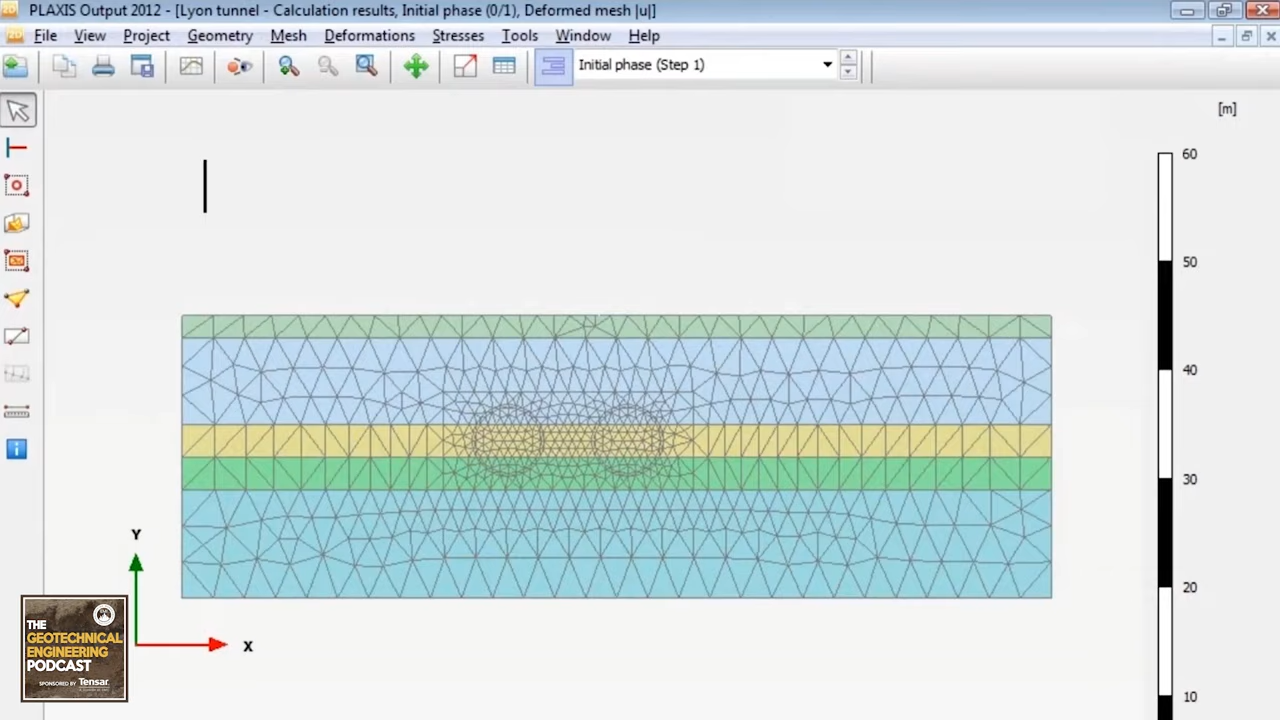 PLAXIS Output 2012 - [Lyon tunnel - Calculation results, Initial phase (0/1), Deformed mesh |u|]
File View Project Geometry Mesh Deformations Stresses Tools Window Help
Initial phase (Step 1)
[m]
60
50
40
30
20
10
Y
X
THE
GEOTECHNICAL
ENGINEERING
PODCAST
SPONSORED BY Tensar